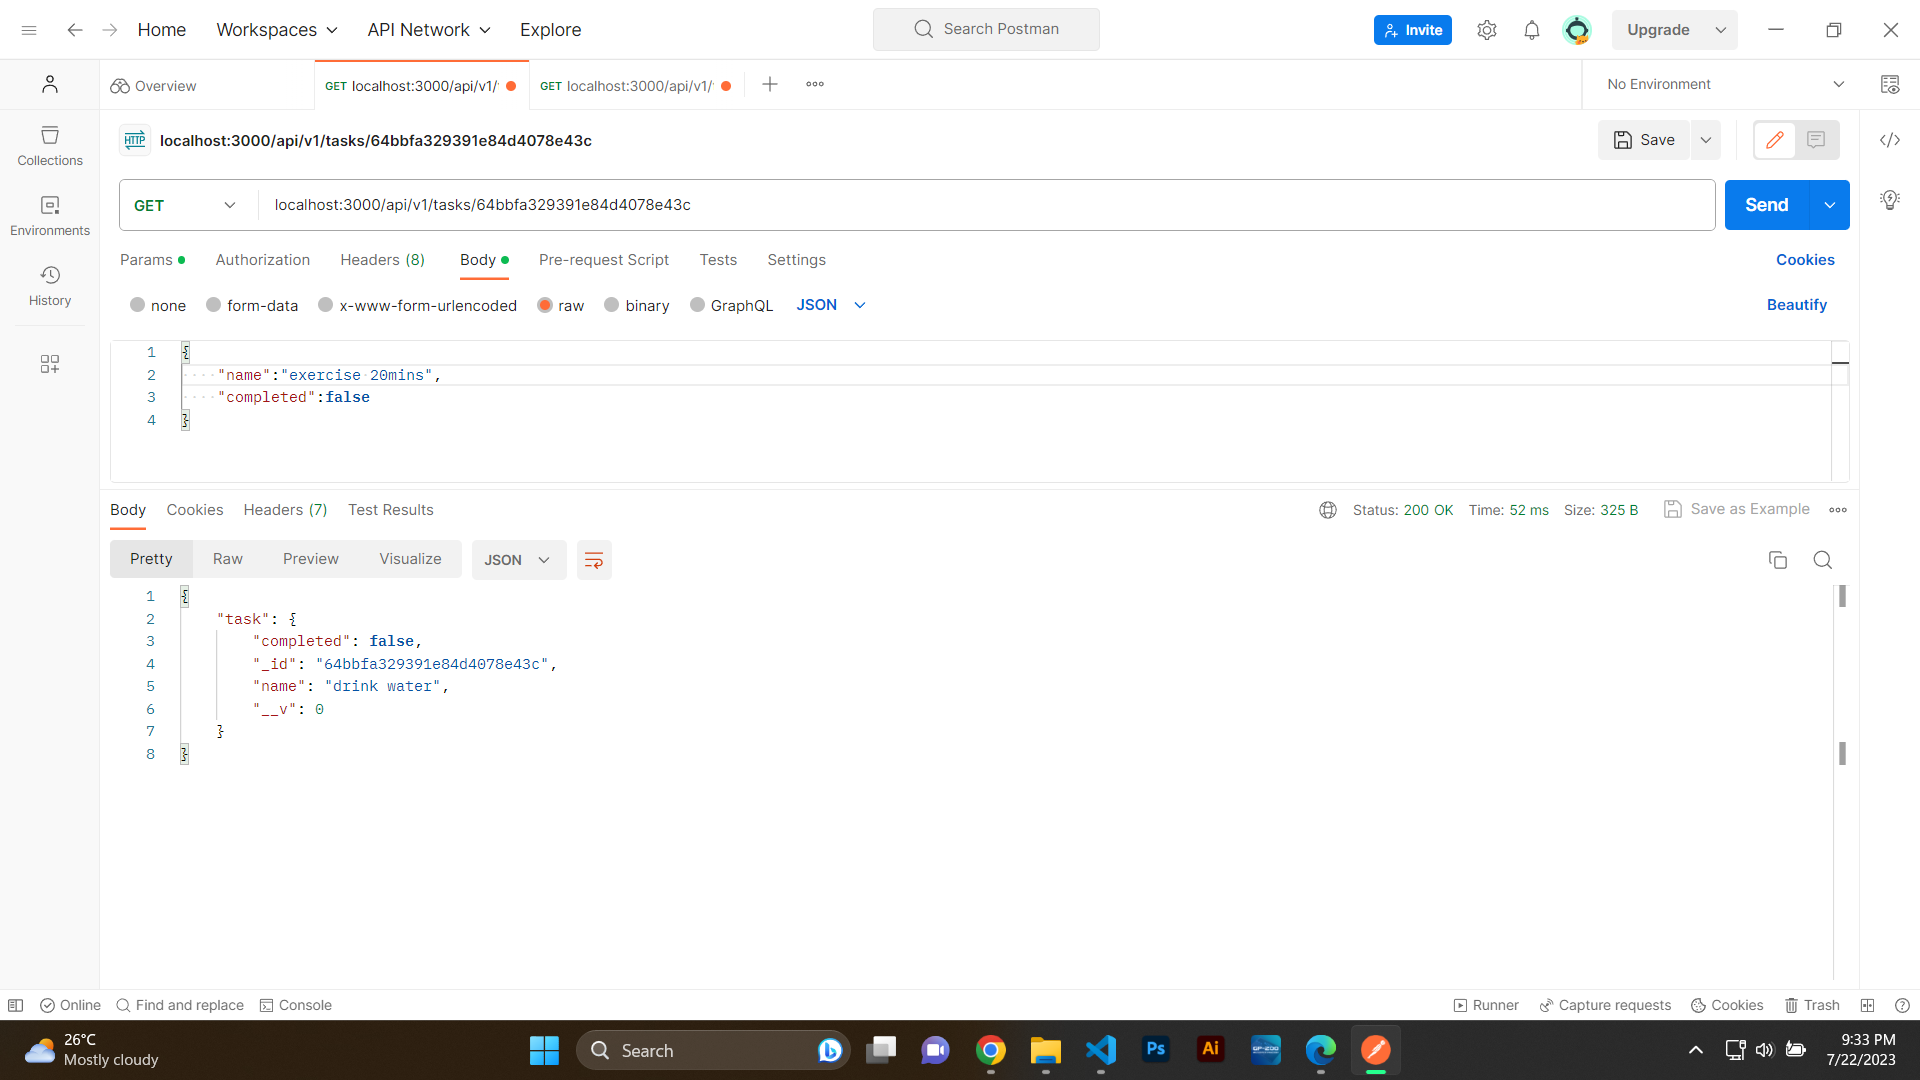 Home Workspaces API Network Explore Search Postman Invite Upgrade
Overview GET localhost:3000/api/v1/ GET localhost:3000/api/v1/ No Environment
HTTP localhost:3000/api/v1/tasks/64bbfa329391e84d4078e43c Save
Collections
Environments
History
GET localhost:3000/api/v1/tasks/64bbfa329391e84d4078e43c Send
Params Authorization Headers (8) Body Pre-request Script Tests Settings Cookies
none form-data x-www-form-urlencoded raw binary GraphQL JSON Beautify
1 {
2 "name":"exercise 20mins",
3 "completed":false
4 }
Body Cookies Headers (7) Test Results Status: 200 OK Time: 52 ms Size: 325 B Save as Example
Pretty Raw Preview Visualize JSON
1 {
2 "task": {
3 "completed": false,
4 "_id": "64bbfa329391e84d4078e43c",
5 "name": "drink water",
6 "__v": 0
7 }
8 }
Online Find and replace Console Runner Capture requests Cookies Trash
26°C
Mostly cloudy
Search
Ps
Ai
9:33 PM
7/22/2023